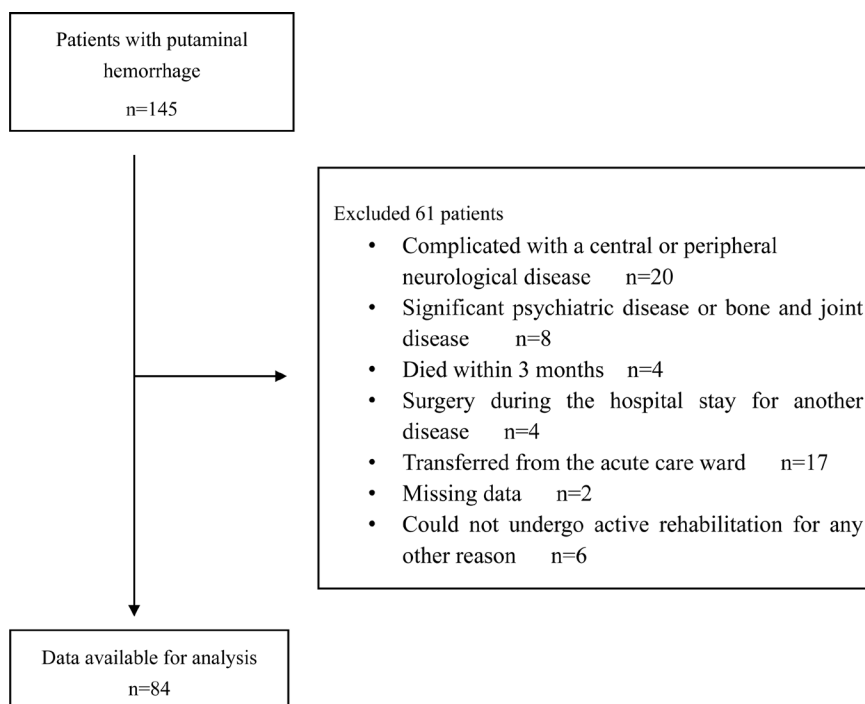 Patients with putaminal
hemorrhage
n=145
Excluded 61 patients
• Complicated with a central or peripheral
neurological disease n=20
• Significant psychiatric disease or bone and joint
disease n=8
• Died within 3 months n=4
• Surgery during the hospital stay for another
disease n=4
• Transferred from the acute care ward n=17
• Missing data n=2
• Could not undergo active rehabilitation for any
other reason n=6
Data available for analysis
n=84